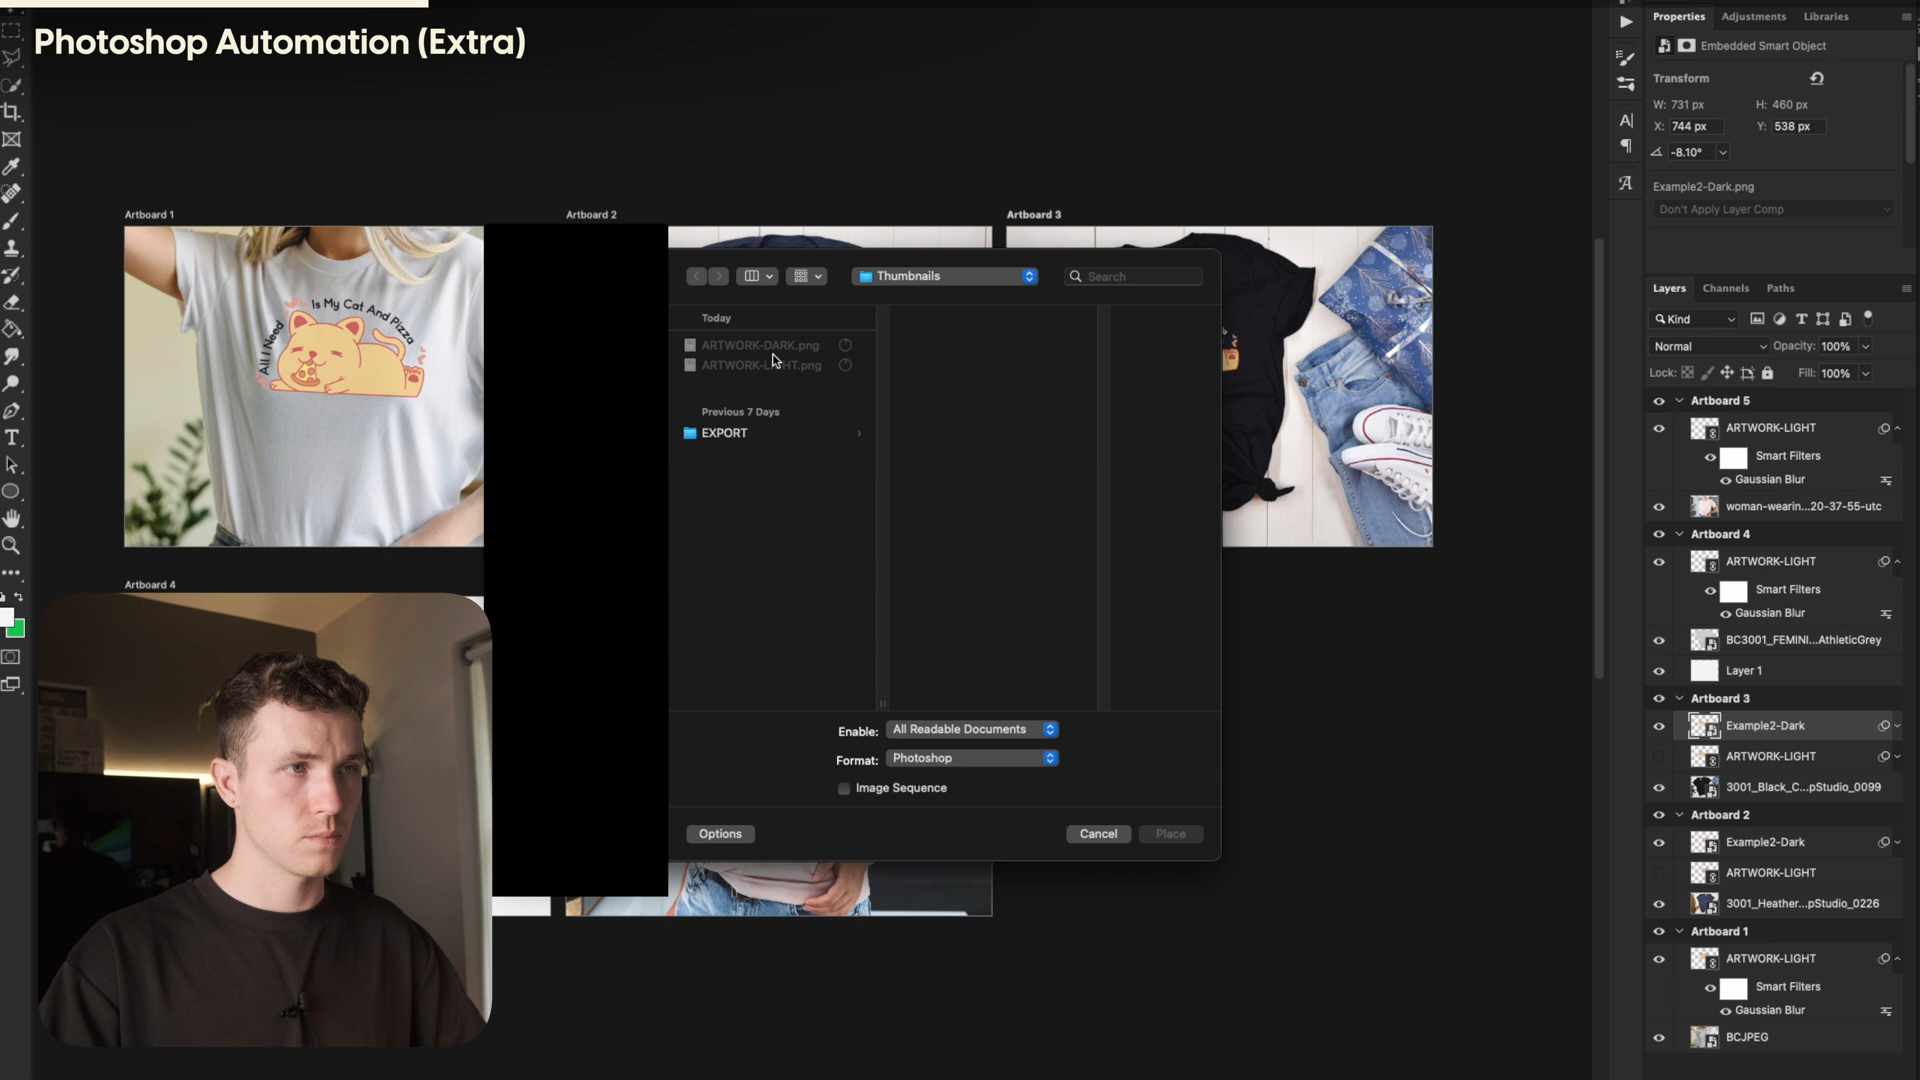 Photoshop Automation (Extra)
Properties
Adjustments
Libraries
Embedded Smart Object
Transform
W: 731 px
H: 460 px
X: 744 px
Y: 538 px
-8.10°
Example2-Dark.png
Don't Apply Layer Comp
Artboard 1
Artboard 2
Artboard 3
All I Need
Is My Cat And Pizza
Thumbnails
Search
Today
ARTWORK-DARK.png
ARTWORK-LIGHT.png
Previous 7 Days
EXPORT
Enable:
All Readable Documents
Format:
Photoshop
Image Sequence
Options
Cancel
Place
Artboard 4
Layers
Channels
Paths
Kind
Normal
Opacity: 100%
Lock:
Fill: 100%
Artboard 5
ARTWORK-LIGHT
Smart Filters
Gaussian Blur
woman-wearin...20-37-55-utc
Artboard 4
ARTWORK-LIGHT
Smart Filters
Gaussian Blur
BC3001_FEMINI...AthleticGrey
Layer 1
Artboard 3
Example2-Dark
ARTWORK-LIGHT
3001_Black_C...pStudio_0099
Artboard 2
Example2-Dark
ARTWORK-LIGHT
3001_Heather...pStudio_0226
Artboard 1
ARTWORK-LIGHT
Smart Filters
Gaussian Blur
BCJPEG